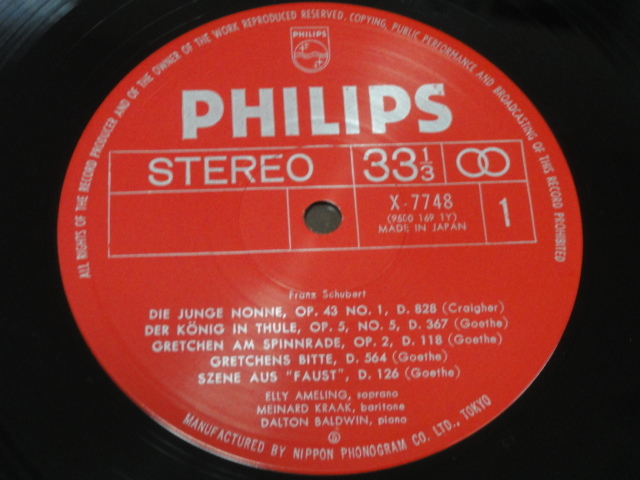 ALL RIGHTS OF THE RECORD PRODUCER AND OF THE OWNER OF THE WORK REPRODUCED RESERVED. COPYING, PUBLIC PERFORMANCE AND BROADCASTING OF THIS RECORD PROHIBITED
PHILIPS
PHILIPS
STEREO 33 1/3
X-7748
(9500 169 1Y)
MADE IN JAPAN
1
Franz Schubert
DIE JUNGE NONNE, OP. 43 NO. 1, D. 828 (Craigher)
DER KÖNIG IN THULE, OP. 5, NO. 5, D. 367 (Goethe)
GRETCHEN AM SPINNRADE, OP. 2, D. 118 (Goethe)
GRETCHENS BITTE, D. 564 (Goethe)
SZENE AUS "FAUST", D. 126 (Goethe)
ELLY AMELING, soprano
MEINARD KRAAK, baritone
DALTON BALDWIN, piano
Ⓟ
MANUFACTURED BY NIPPON PHONOGRAM CO. LTD., TOKYO